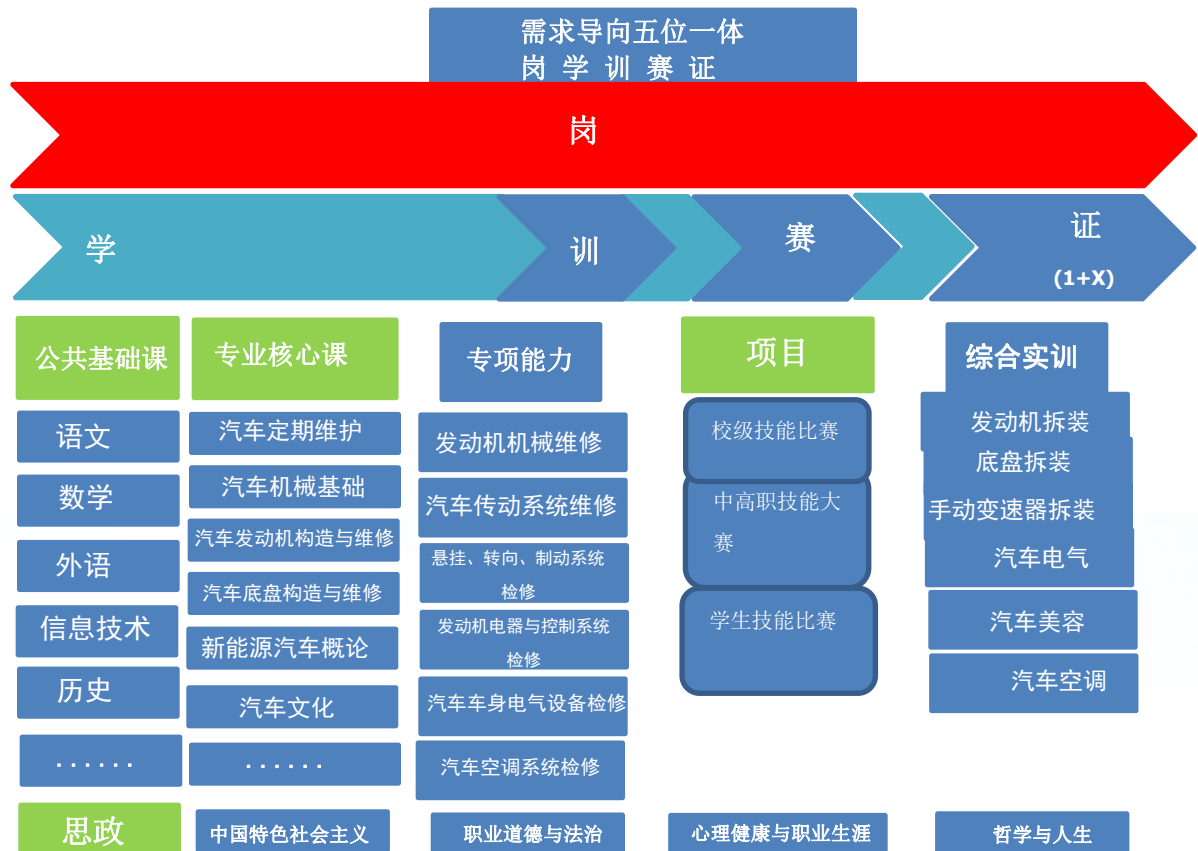 需求导向五位一体
岗 学 训 赛 证
岗
学
训
赛
证
(1+X)
公共基础课
语文
数学
外语
信息技术
历史
······
专业核心课
汽车定期维护
汽车机械基础
汽车发动机构造与维修
汽车底盘构造与维修
新能源汽车概论
汽车文化
······
专项能力
发动机机械维修
汽车传动系统维修
悬挂、转向、制动系统
检修
发动机电器与控制系统
检修
汽车车身电气设备检修
汽车空调系统检修
项目
校级技能比赛
中高职技能大
赛
学生技能比赛
综合实训
发动机拆装
底盘拆装
手动变速器拆装
汽车电气
汽车美容
汽车空调
思政
中国特色社会主义
职业道德与法治
心理健康与职业生涯
哲学与人生